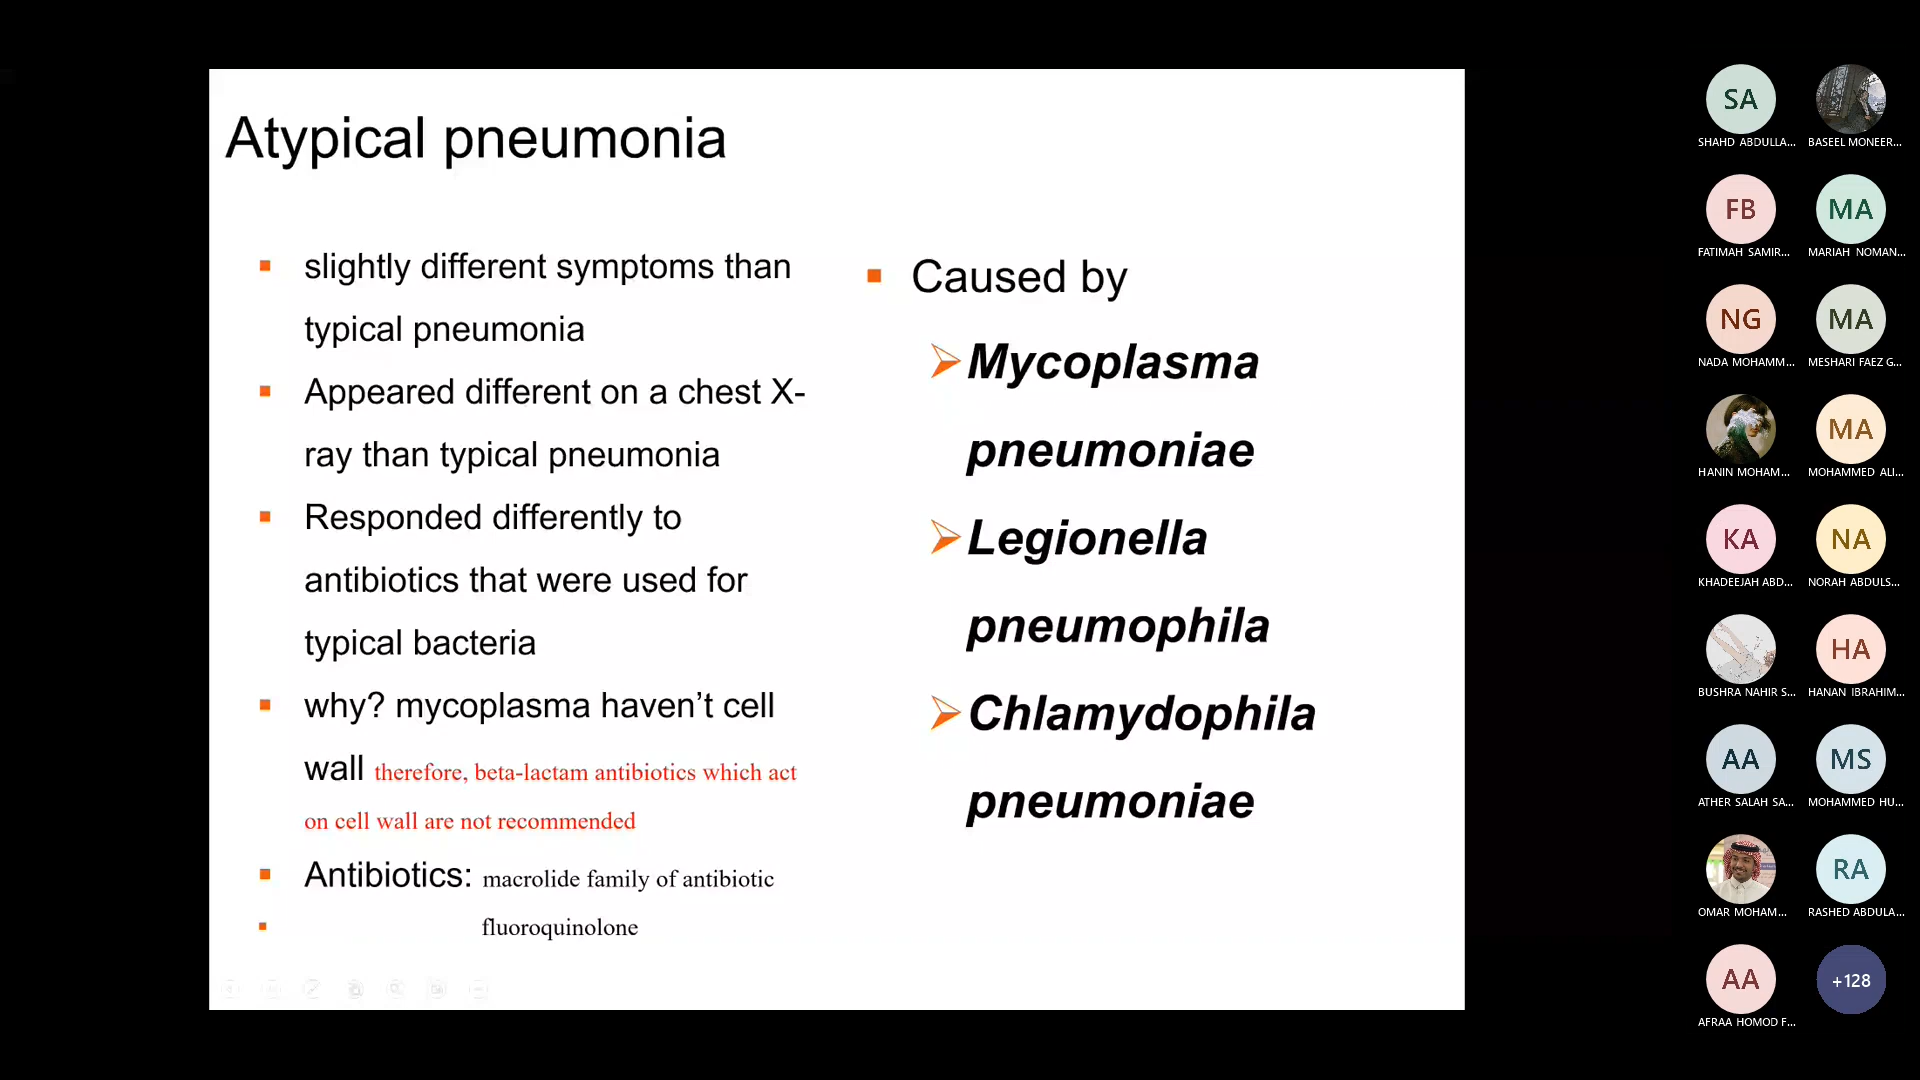 Atypical pneumonia
slightly different symptoms than
typical pneumonia
Appeared different on a chest X-
ray than typical pneumonia
Responded differently to
antibiotics that were used for
typical bacteria
why? mycoplasma haven’t cell
wall therefore, beta-lactam antibiotics which act
on cell wall are not recommended
Antibiotics: macrolide family of antibiotic
fluoroquinolone
Caused by
Mycoplasma
pneumoniae
Legionella
pneumophila
Chlamydophila
pneumoniae
SA
SHAHD ABDULLA...
BASEEL MONEER...
FB
MA
FATIMAH SAMIR...
MARIAH NOMAN...
NG
MA
NADA MOHAMM...
MESHARI FAEZ G...
MA
HANIN MOHAM...
MOHAMMED ALI...
KA
NA
KHADEEJAH ABD...
NORAH ABDULS...
HA
BUSHRA NAHIR S...
HANAN IBRAHIM...
AA
MS
ATHER SALAH SA...
MOHAMMED HU...
RA
OMAR MOHAM...
RASHED ABDULA...
AA
+128
AFRAA HOMOD F...